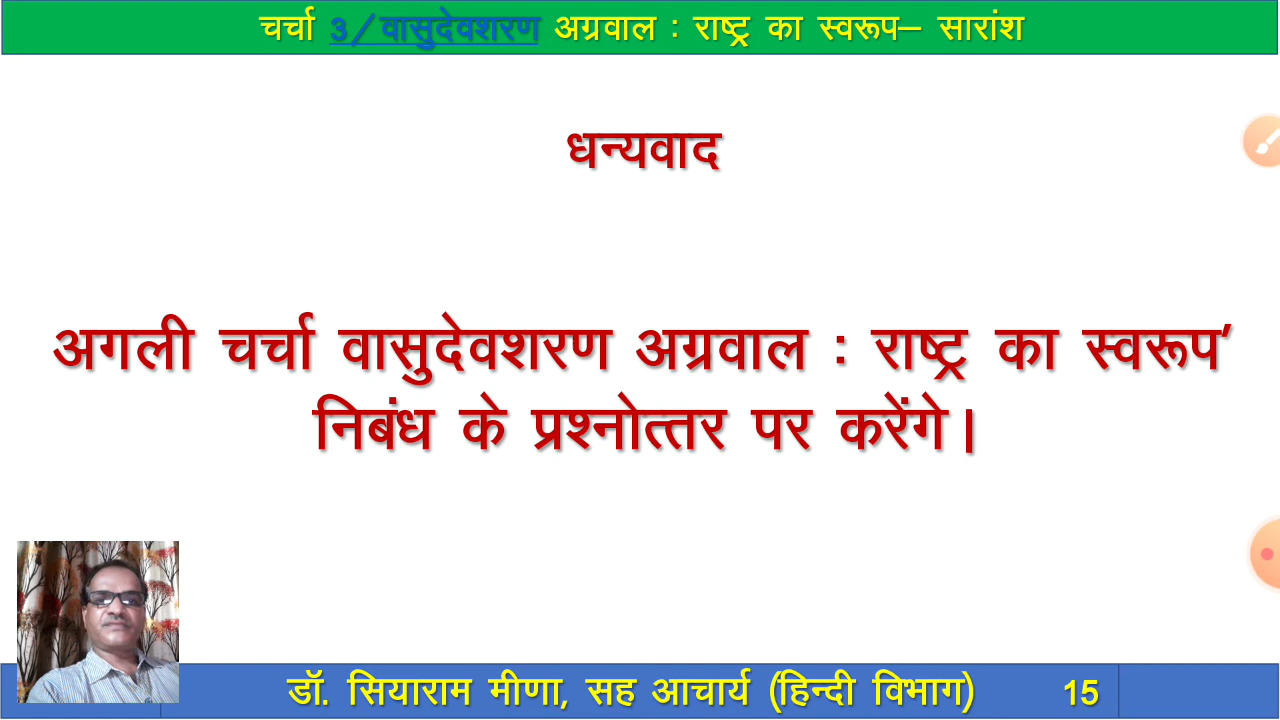 चर्चा 3/वासुदेवशरण अग्रवाल : राष्ट्र का स्वरूप– सारांश
धन्यवाद
अगली चर्चा वासुदेवशरण अग्रवाल : राष्ट्र का स्वरूप’
निबंध के प्रश्नोत्तर पर करेंगे।
डॉ. सियाराम मीणा, सह आचार्य (हिन्दी विभाग) 15